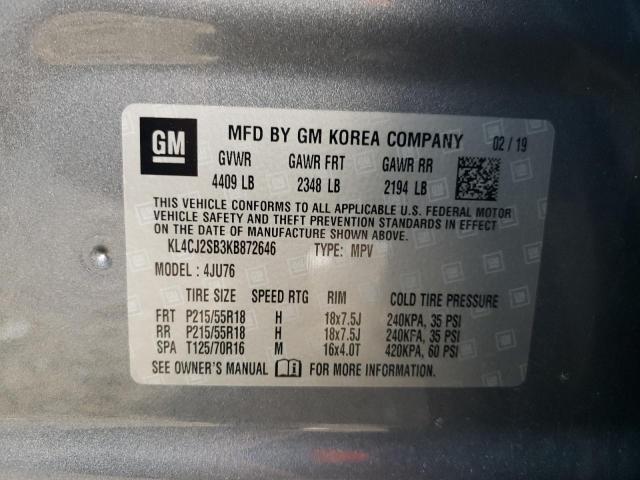 GM MFD BY GM KOREA COMPANY 02 / 19
GVWR GAWR FRT GAWR RR
4409 LB 2348 LB 2194 LB
THIS VEHICLE CONFORMS TO ALL APPLICABLE U.S. FEDERAL MOTOR
VEHICLE SAFETY AND THEFT PREVENTION STANDARDS IN EFFECT
ON THE DATE OF MANUFACTURE SHOWN ABOVE.
KL4CJ2SB3KB872646 TYPE: MPV
MODEL : 4JU76
TIRE SIZE SPEED RTG RIM COLD TIRE PRESSURE
FRT P215/55R18 H 18x7.5J 240KPA, 35 PSI
RR P215/55R18 H 18x7.5J 240KPA, 35 PSI
SPA T125/70R16 M 16x4.0T 420KPA, 60 PSI
SEE OWNER'S MANUAL FOR MORE INFORMATION.